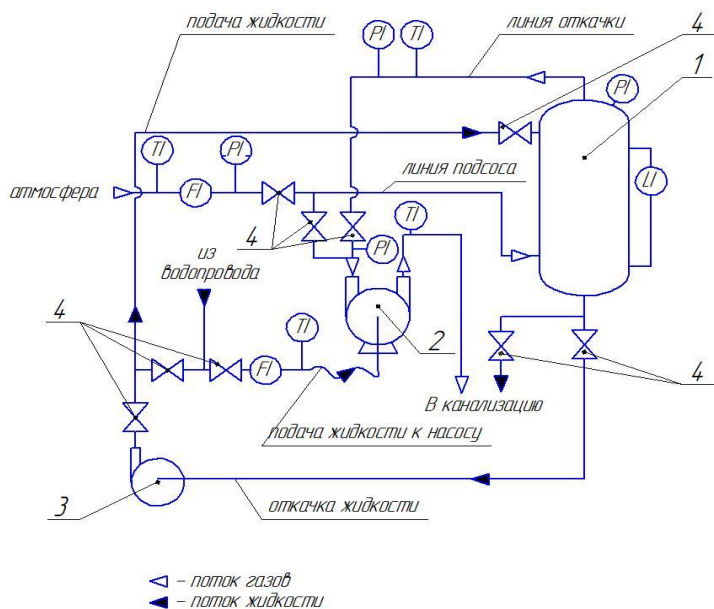 подача жидкости
линия откачки
4
1
PI
TI
PI
TI
PI
линия подсоса
атмосфера
FI
LI
TI
4
PI
из
водопровода
2
4
TI
FI
4
В канализацию
подача жидкости к насосу
3
откачка жидкости
– поток газов
– поток жидкости